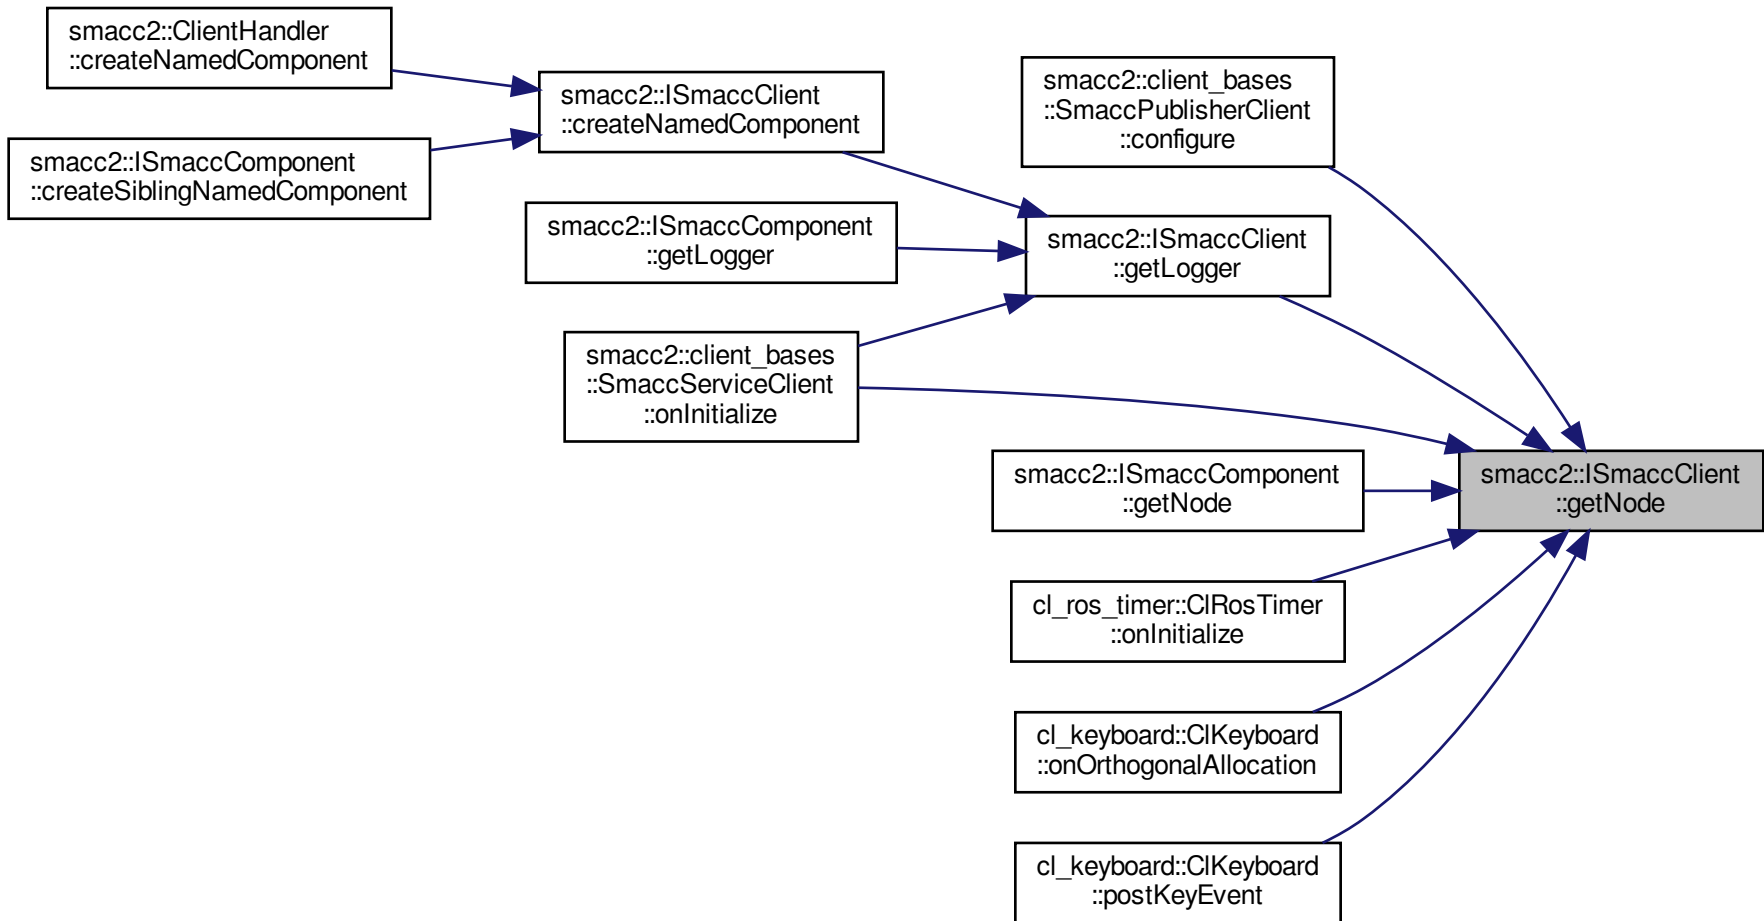 smacc2::ClientHandler
::createNamedComponent
smacc2::ISmaccComponent
::createSiblingNamedComponent
smacc2::ISmaccClient
::createNamedComponent
smacc2::ISmaccComponent
::getLogger
smacc2::client_bases
::SmaccServiceClient
::onInitialize
smacc2::client_bases
::SmaccPublisherClient
::configure
smacc2::ISmaccClient
::getLogger
smacc2::ISmaccComponent
::getNode
cl_ros_timer::ClRosTimer
::onInitialize
cl_keyboard::ClKeyboard
::onOrthogonalAllocation
cl_keyboard::ClKeyboard
::postKeyEvent
smacc2::ISmaccClient
::getNode